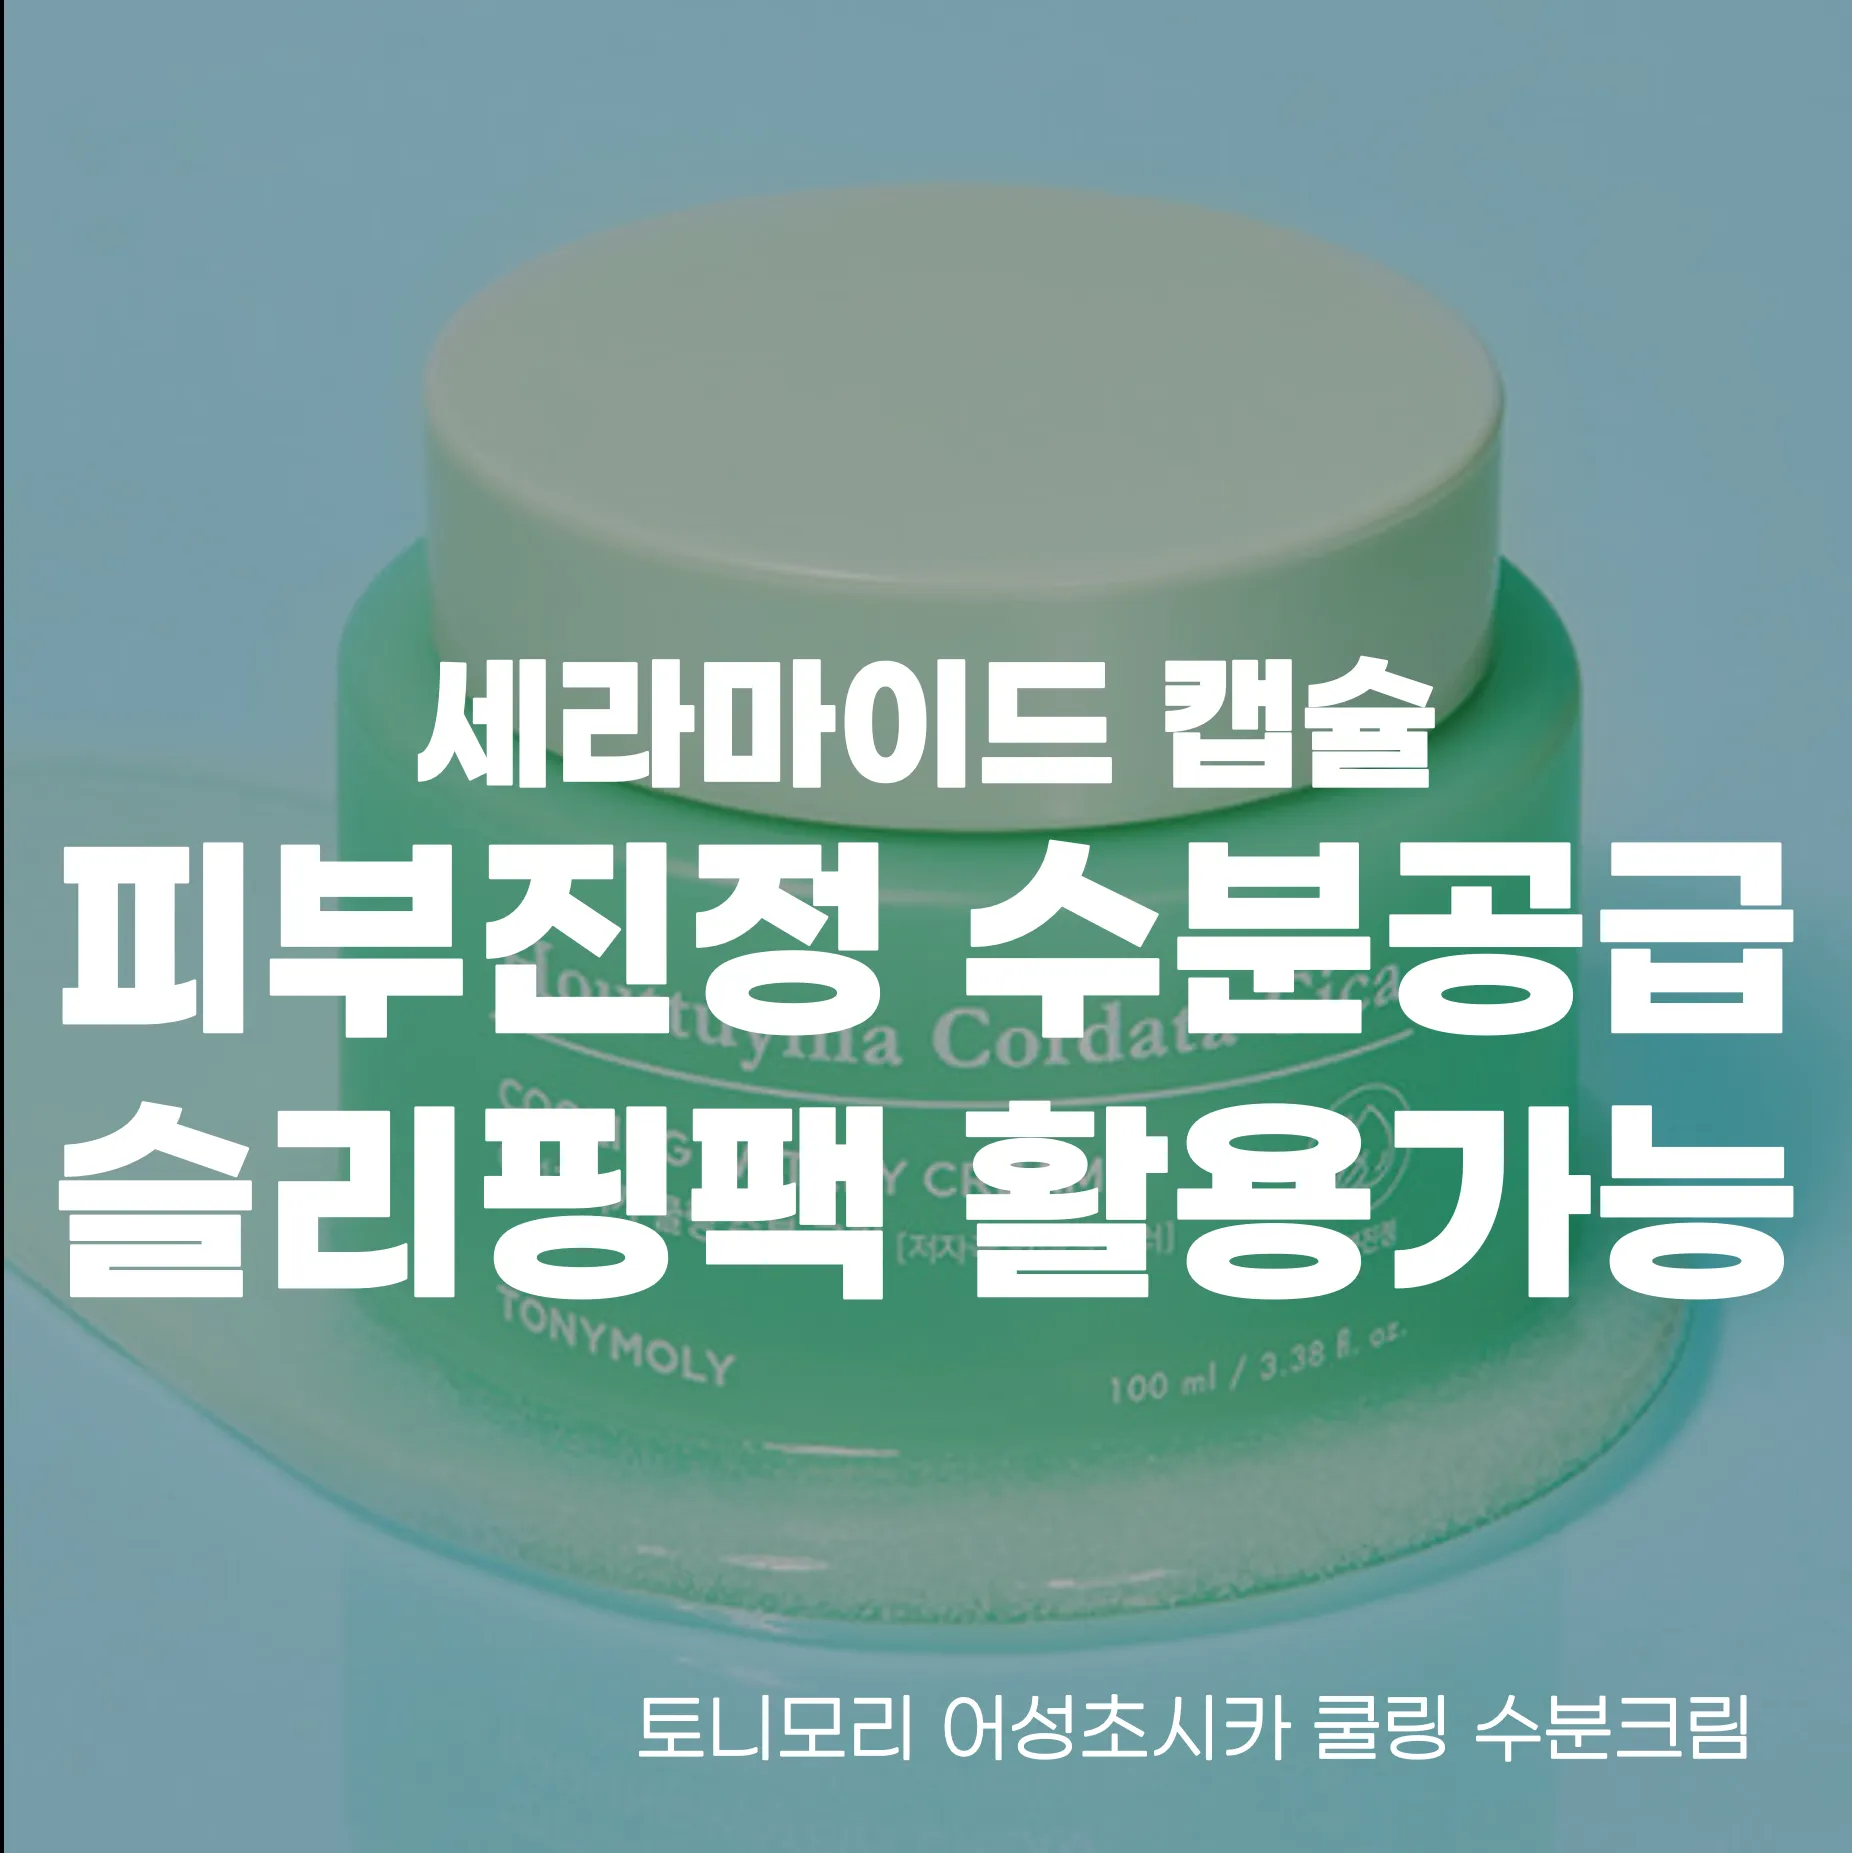 세라마이드 캡슐
피부진정 수분공급
Cordata
슬리핑팩 활용가능
TONYMOLY
100 ml / 3.38 fl. oz.
토니모리 어성초시카 쿨링 수분크림